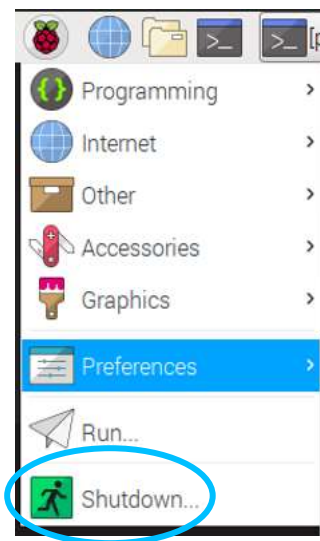 >_ >_ [p
Programming
Internet
Other
Accessories
Graphics
Preferences
Run...
Shutdown...